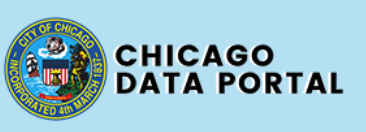 CITY OF CHICAGO
INCORPORATED 4th MARCH 1837
CHICAGO
DATA PORTAL